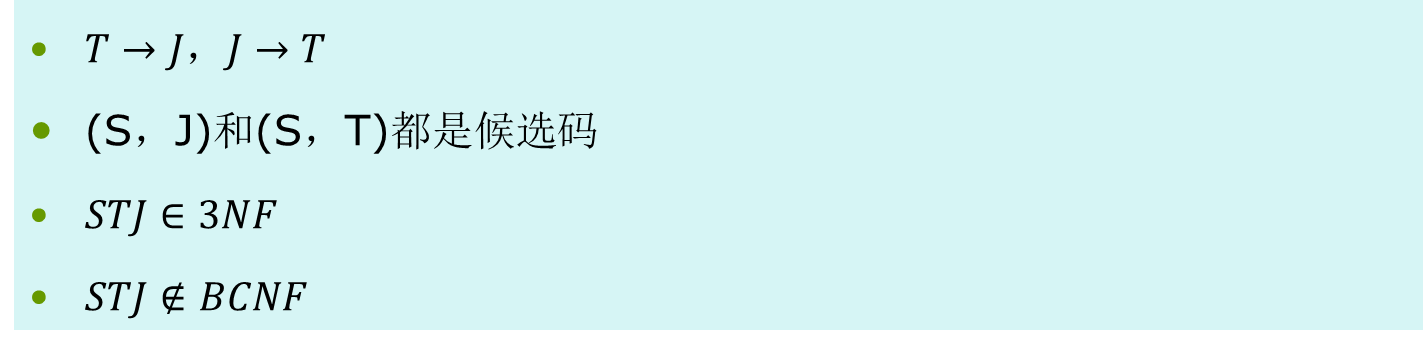 • T → J，J → T
• (S，J)和(S，T)都是候选码
• STJ ∈ 3NF
• STJ ∉ BCNF